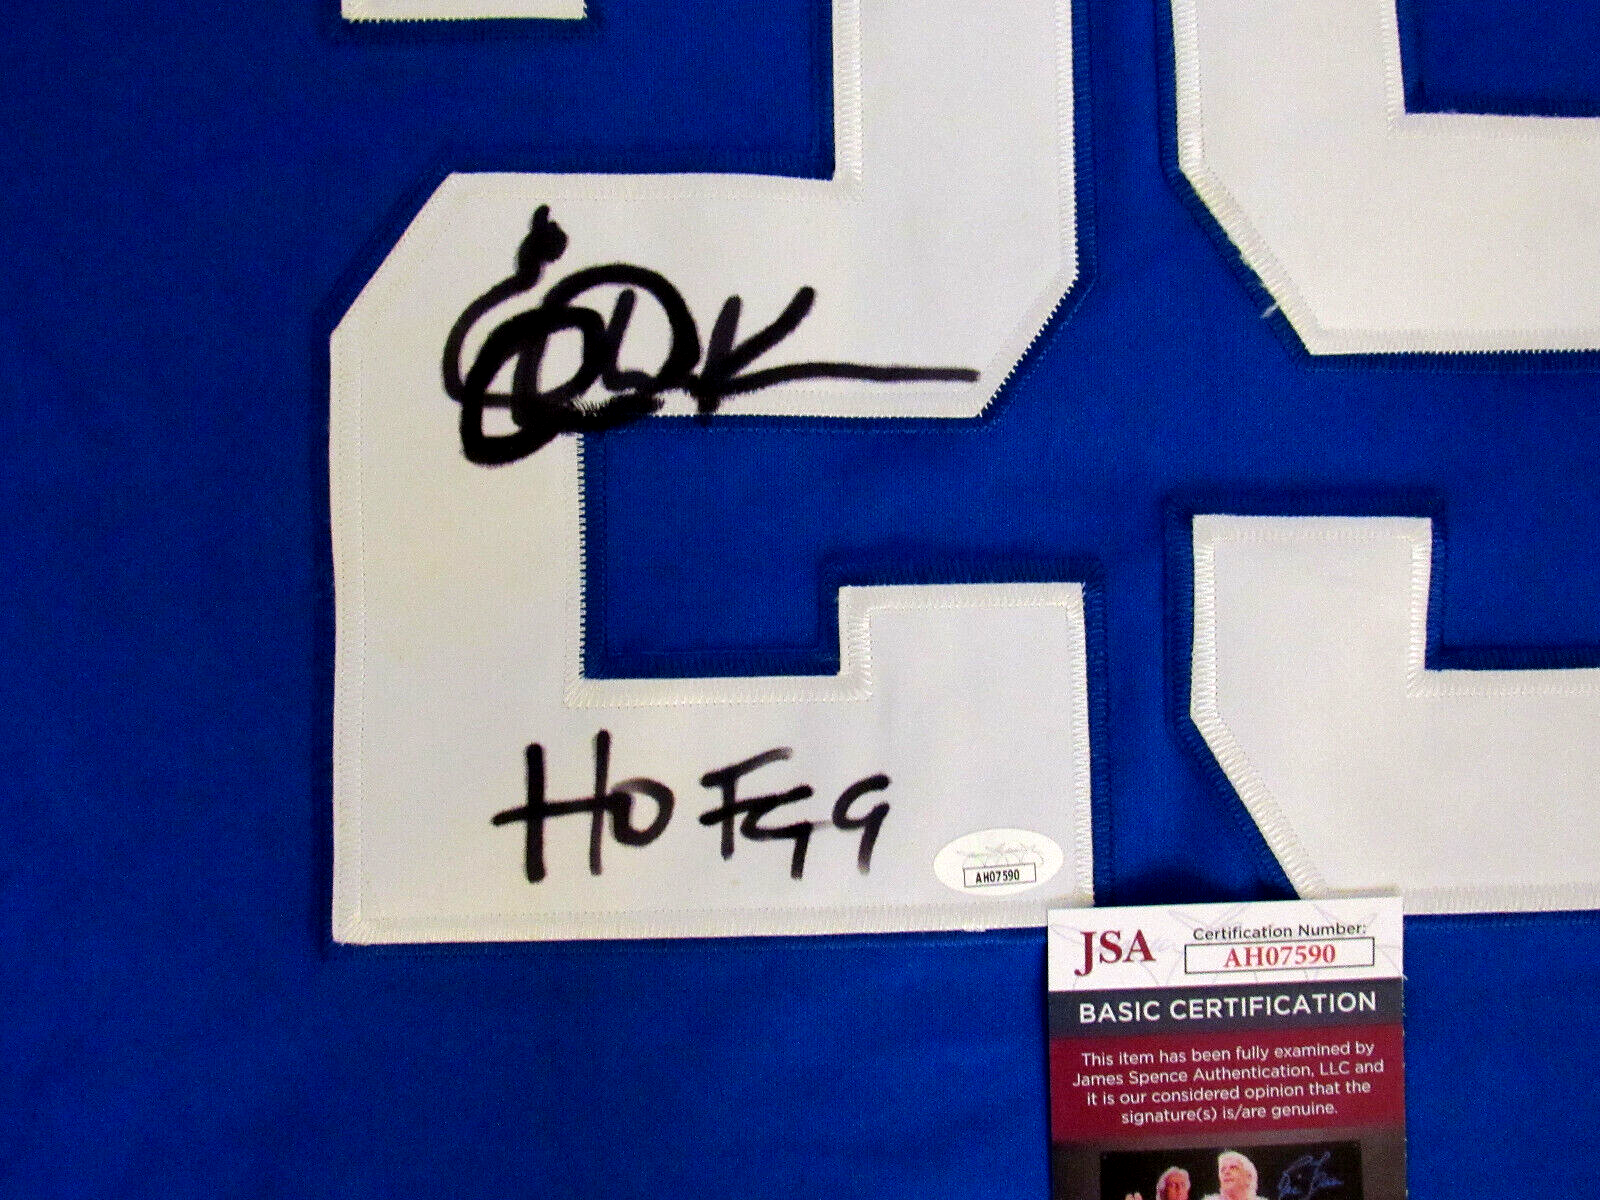 HOF 99
AH07590
JSA
Certification Number:
AH07590
BASIC CERTIFICATION
This item has been fully examined by
James Spence Authentication, LLC and
it is our considered opinion that the
signature(s) is/are genuine.